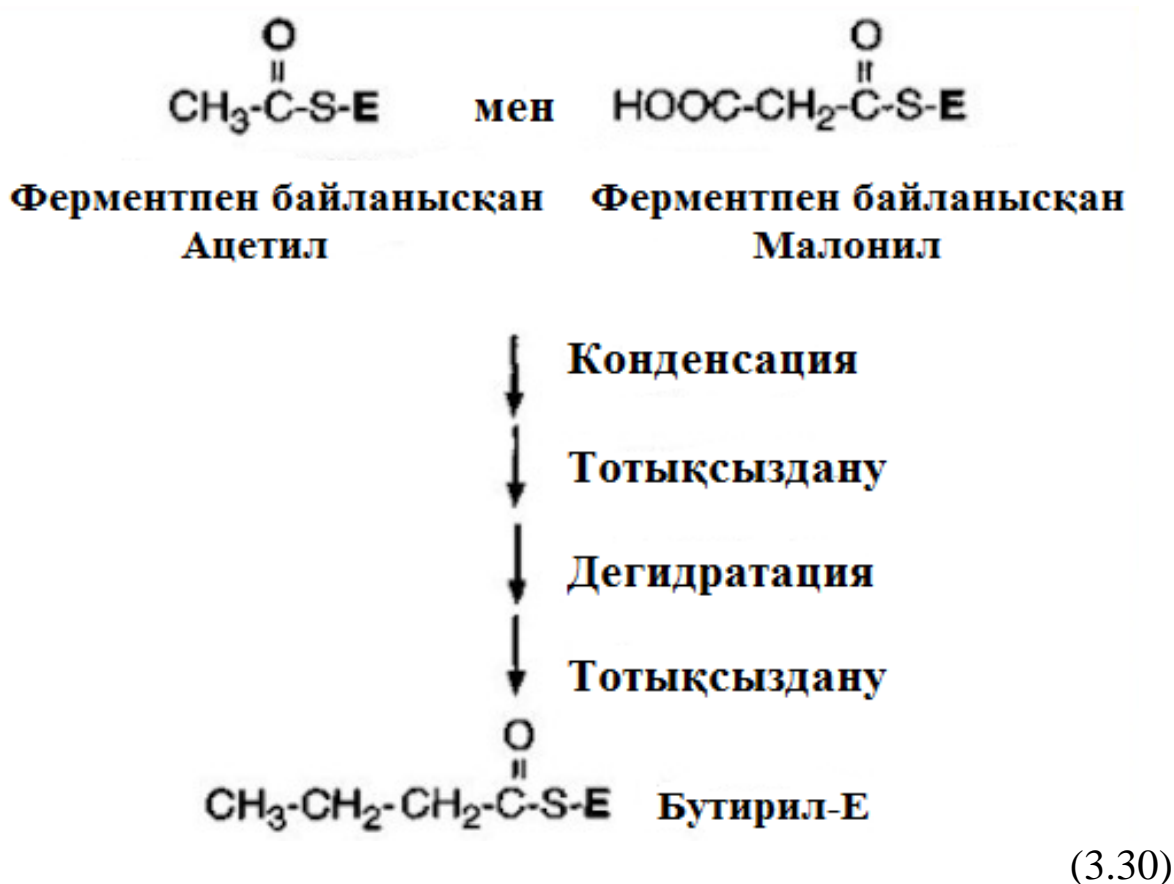 O O
CH₃-C-S-E мен HOOC-CH₂-C-S-E
Ферментпен байланысқан Ферментпен байланысқан
Ацетил Малонил
Конденсация
Тотықсыздану
Дегидратация
Тотықсыздану
O
CH₃-CH₂-CH₂-C-S-E Бутирил-Е
(3.30)